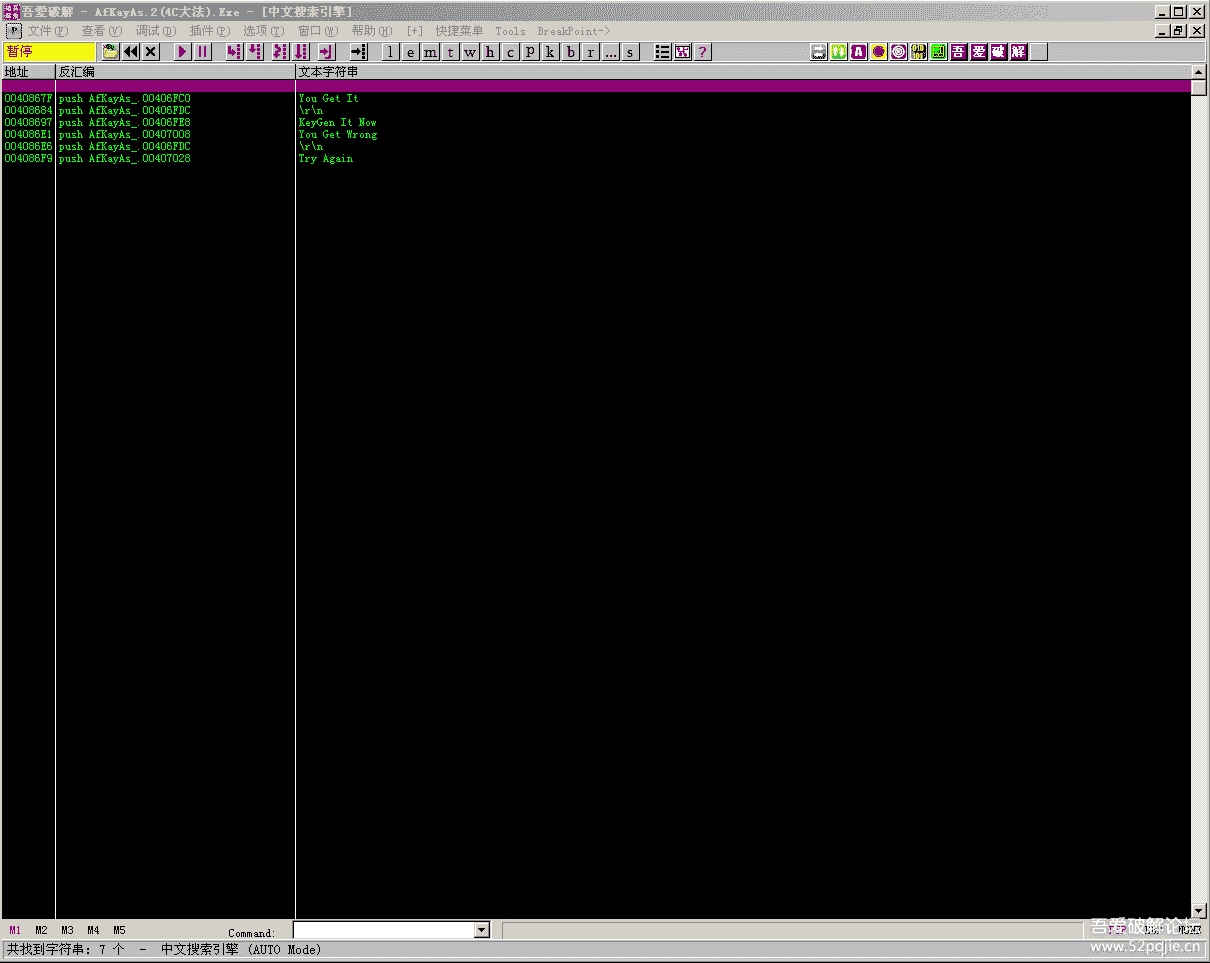 吾爱破解 - AfKayAs.2(4C大法).Exe - [中文搜索引擎]
文件(F) 查看(V) 调试(D) 插件(P) 选项(T) 窗口(W) 帮助(H) [+] 快捷菜单 Tools BreakPoint->
暂停 l e m t w h c P k b r ... s ? A 吾 爱 破 解
地址 反汇编 文本字符串
0040867F push AfKayAs_.00406FC0 You Get It
00408684 push AfKayAs_.00406FDC \r\n
00408697 push AfKayAs_.00406FE8 KeyGen It Now
004086E1 push AfKayAs_.00407008 You Get Wrong
004086E6 push AfKayAs_.00406FDC \r\n
004086F9 push AfKayAs_.00407028 Try Again
M1 M2 M3 M4 M5 Command:
共找到字符串: 7 个 - 中文搜索引擎 (AUTO Mode)
吾爱破解论坛
www.52pojie.cn